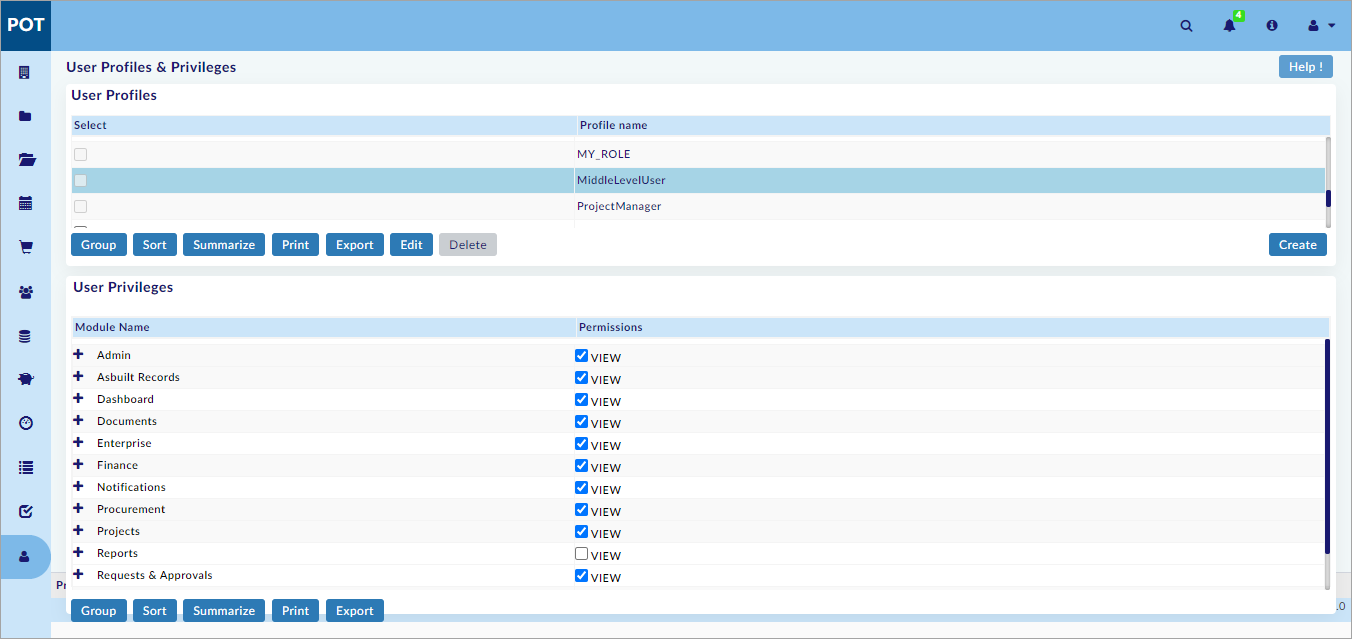 POT
4
User Profiles & Privileges
Help !
User Profiles
Select Profile name
MY_ROLE
MiddleLevelUser
ProjectManager
Group Sort Summarize Print Export Edit Delete Create
User Privileges
Module Name Permissions
Admin VIEW
Asbuilt Records VIEW
Dashboard VIEW
Documents VIEW
Enterprise VIEW
Finance VIEW
Notifications VIEW
Procurement VIEW
Projects VIEW
Reports VIEW
Requests & Approvals VIEW
Group Sort Summarize Print Export